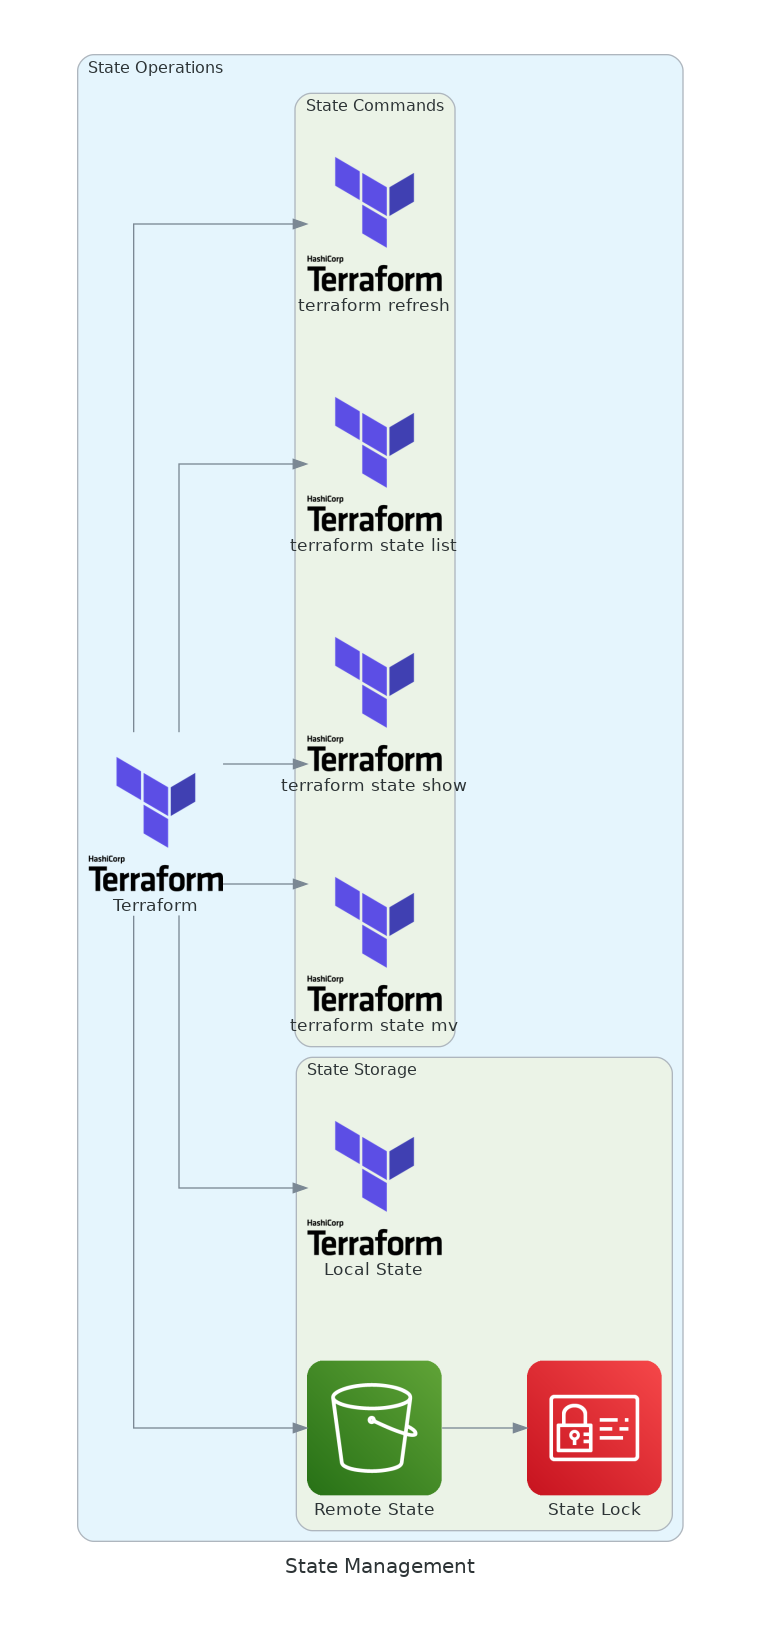 State Operations
State Commands
HashiCorp
Terraform
terraform refresh
HashiCorp
Terraform
terraform state list
HashiCorp
Terraform
terraform state show
HashiCorp
Terraform
Terraform
HashiCorp
Terraform
terraform state mv
State Storage
HashiCorp
Terraform
Local State
Remote State
State Lock
State Management